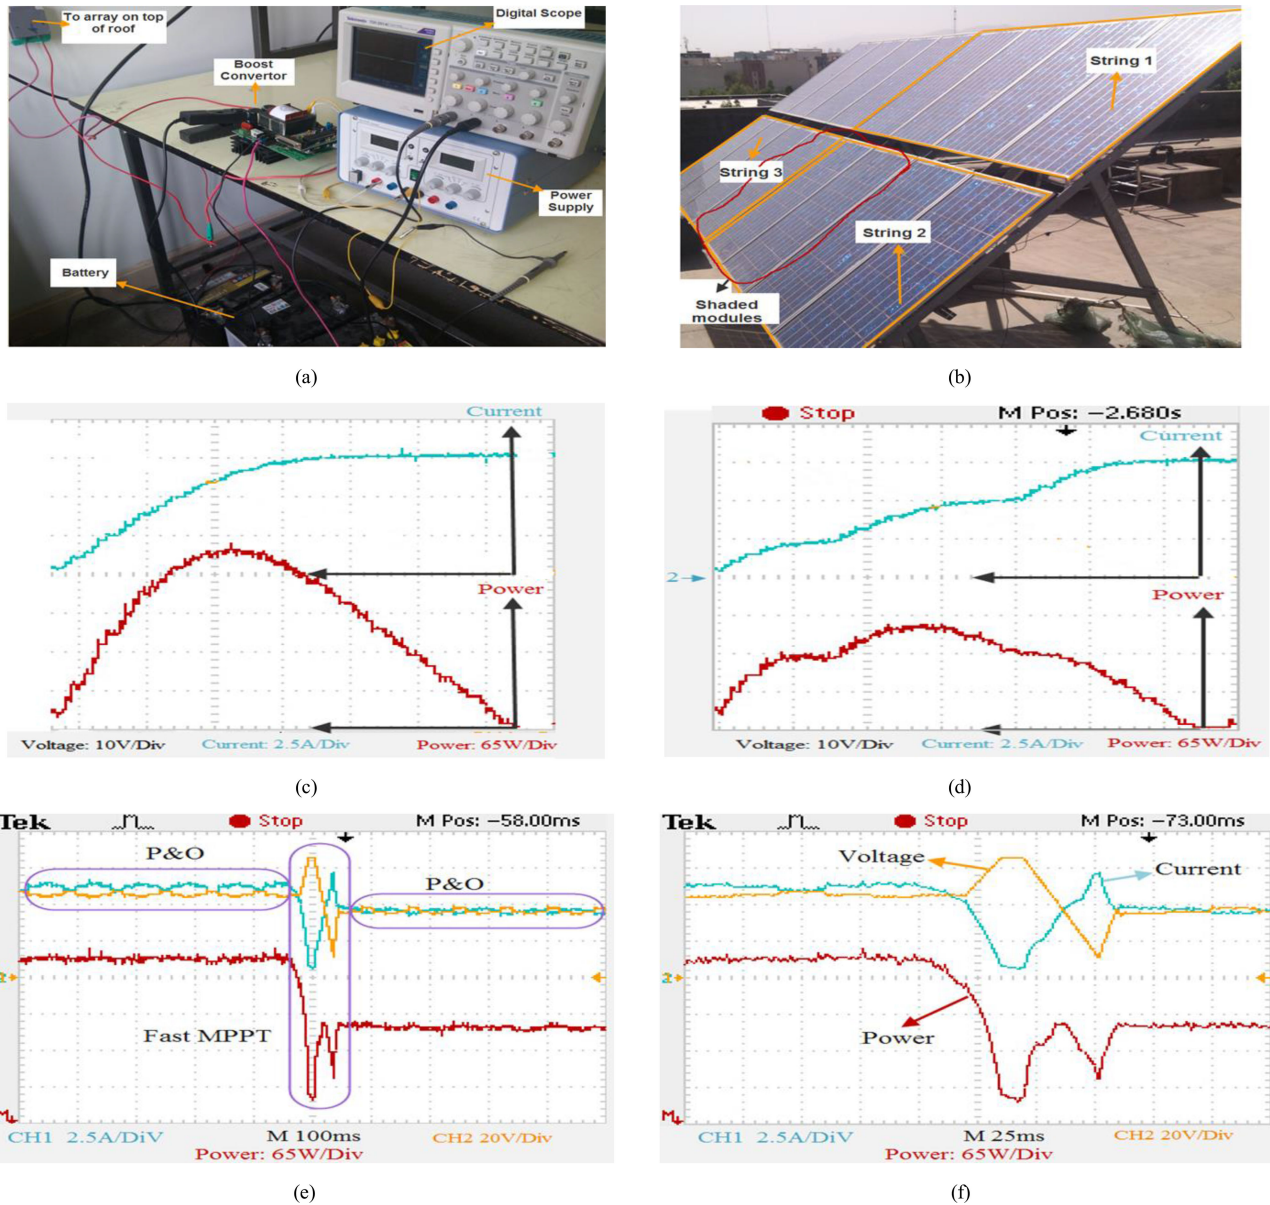 To array on top
of roof
Boost
Convertor
Digital Scope
Power
Supply
Battery
(a)
String 1
String 3
String 2
Shaded
modules
(b)
Current
Power
Voltage: 10V/Div Current: 2.5A/Div Power: 65W/Div
(c)
Stop M Pos: -2.680s
Current
2
Power
Voltage: 10V/Div Current: 2.5A/Div Power: 65W/Div
(d)
Tek Stop M Pos: -58.00ms
P&O
P&O
Fast MPPT
M
CH1 2.5A/DiV M 100ms CH2 20V/Div
Power: 65W/Div
(e)
Tek Stop M Pos: -73.00ms
Voltage
Current
Power
M
CH1 2.5A/Div M 25ms CH2 20V/Div
Power: 65W/Div
(f)